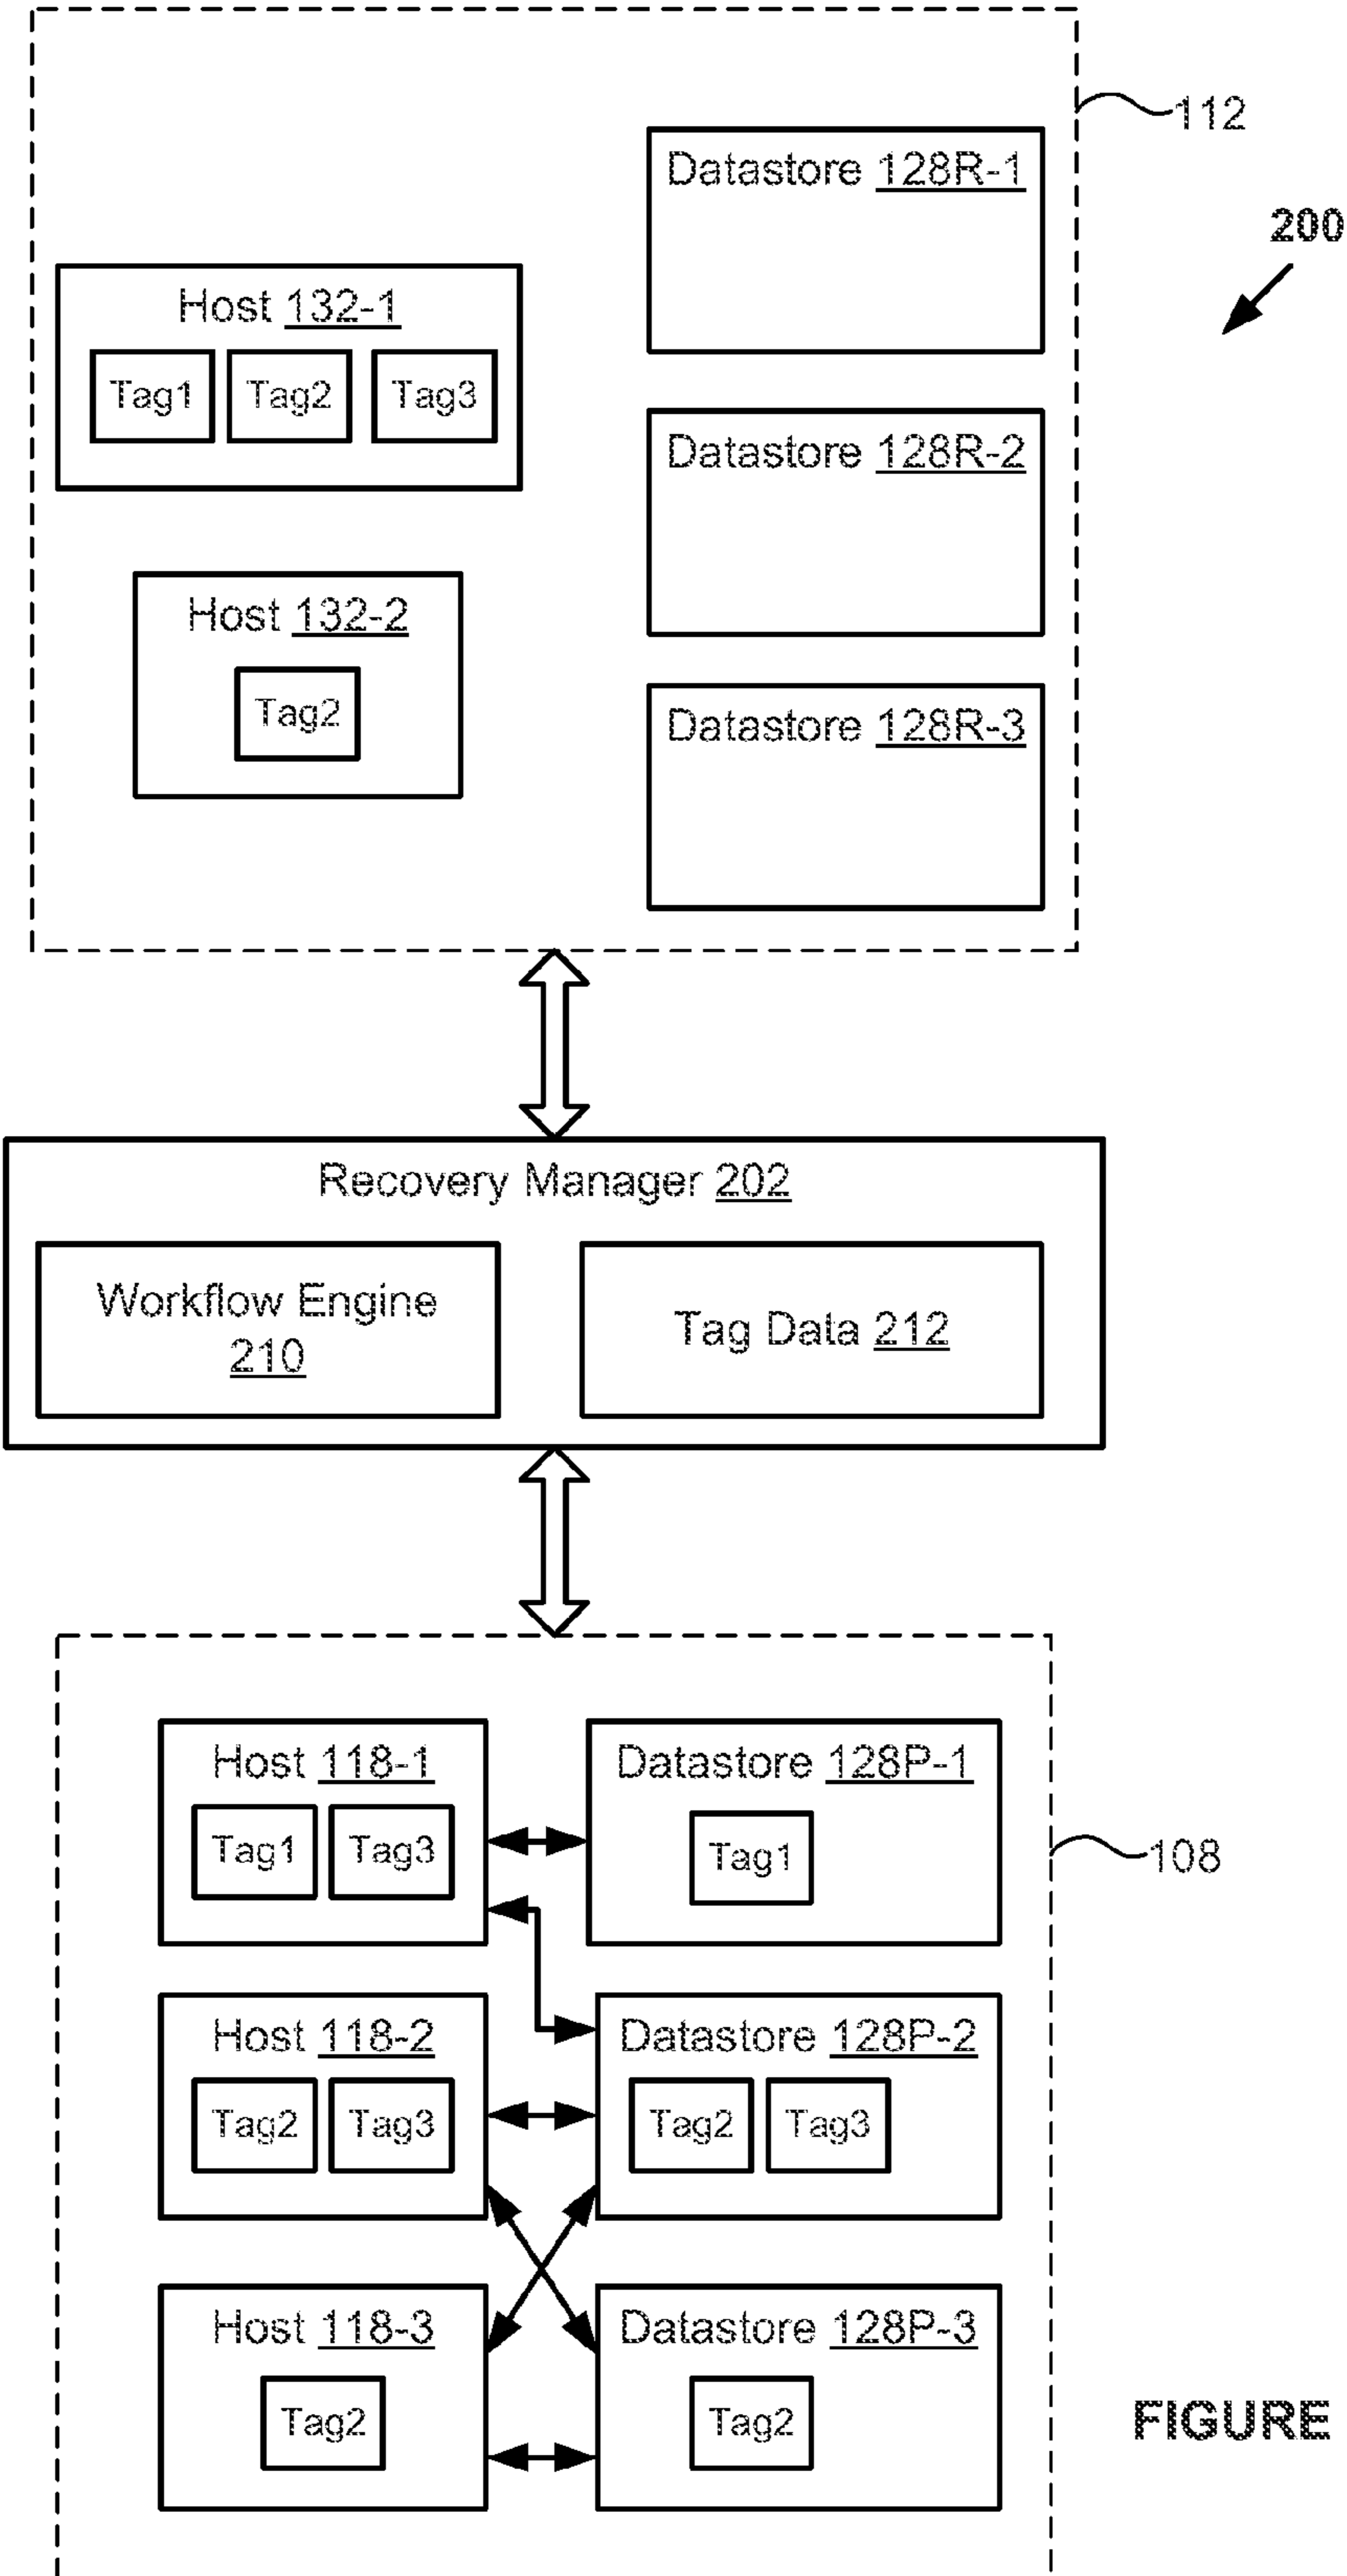 112
200
Datastore 128R-1
Host 132-1
Tag1 Tag2 Tag3
Datastore 128R-2
Host 132-2
Tag2
Datastore 128R-3
Recovery Manager 202
Workflow Engine
210
Tag Data 212
108
Host 118-1
Tag1 Tag3
Datastore 128P-1
Tag1
Host 118-2
Tag2 Tag3
Datastore 128P-2
Tag2 Tag3
Host 118-3
Tag2
Datastore 128P-3
Tag2
FIGURE